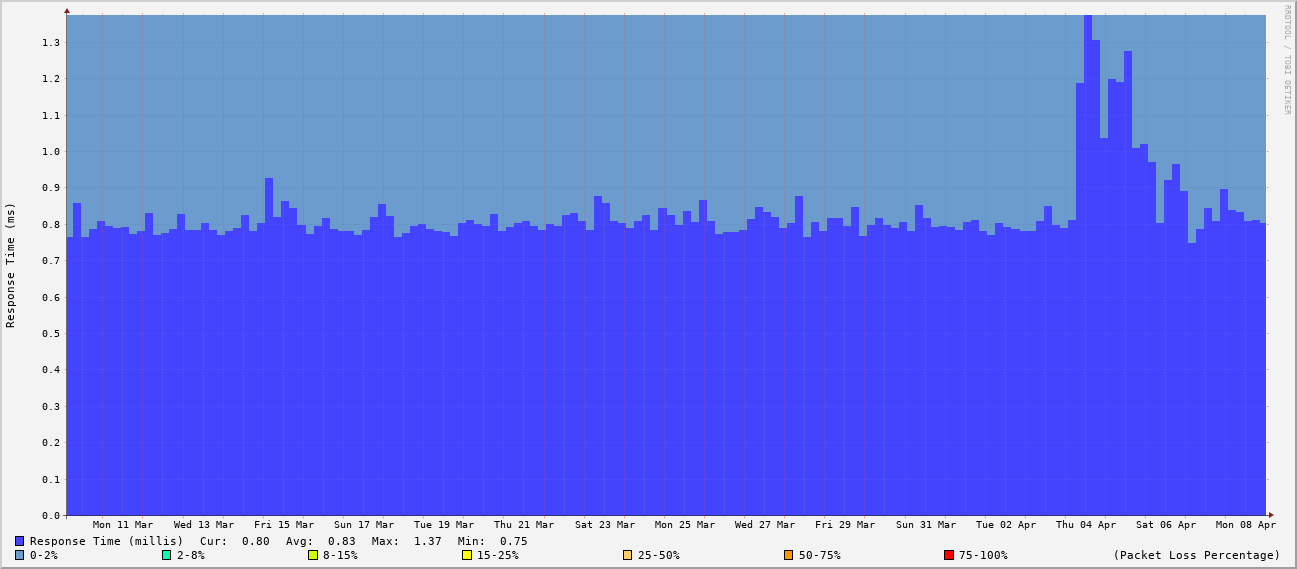 RRDTOOL / TOBI OETIKER
Response Time (ms)
1.3
1.2
1.1
1.0
0.9
0.8
0.7
0.6
0.5
0.4
0.3
0.2
0.1
0.0
Mon 11 Mar Wed 13 Mar Fri 15 Mar Sun 17 Mar Tue 19 Mar Thu 21 Mar Sat 23 Mar Mon 25 Mar Wed 27 Mar Fri 29 Mar Sun 31 Mar Tue 02 Apr Thu 04 Apr Sat 06 Apr Mon 08 Apr
Response Time (millis) Cur: 0.80 Avg: 0.83 Max: 1.37 Min: 0.75
0-2% 2-8% 8-15% 15-25% 25-50% 50-75% 75-100% (Packet Loss Percentage)